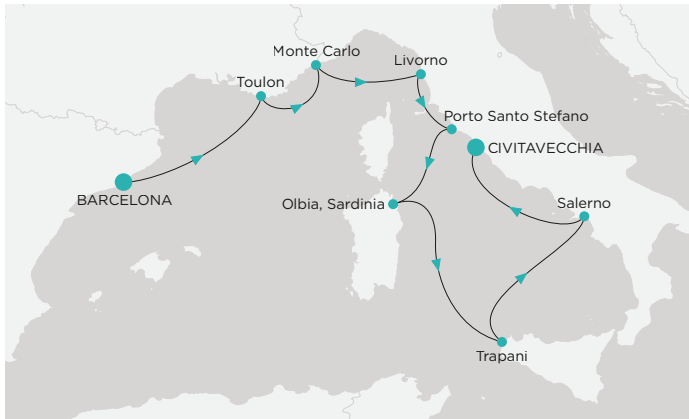 Monte Carlo
Livorno
Toulon
Porto Santo Stefano
CIVITAVECCHIA
BARCELONA
Olbia, Sardinia
Salerno
Trapani